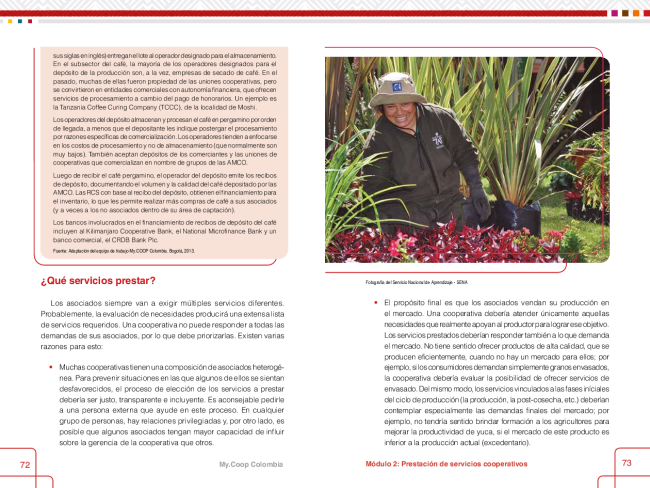 sus siglas en inglés) entregan el lote al operador designado para el almacenamiento.
En el subsector del café, la mayoría de los operadores designados para el
depósito de la producción son, a la vez, empresas de secado de café. En el
pasado, muchas de ellas fueron propiedad de las uniones cooperativas, pero
se convirtieron en entidades comerciales con autonomía financiera, que ofrecen
servicios de procesamiento a cambio del pago de honorarios. Un ejemplo es
la Tanzania Coffee Curing Company (TCCC), de la localidad de Moshi.
Los operadores del depósito almacenan y procesan el café en pergamino por orden
de llegada, a menos que el depositante les indique postergar el procesamiento
por razones específicas de comercialización. Los operadores tienden a enfocarse
en los costos de procesamiento y no de almacenamiento (que normalmente son
muy bajos). También aceptan depósitos de los comerciantes y las uniones de
cooperativas que comercializan en nombre de grupos de las AMCO.
Luego de recibir el café pergamino, el operador del depósito emite los recibos
de depósito, documentando el volumen y la calidad del café depositado por las
AMCO. Las RCS con base al recibo del depósito, obtienen el financiamiento para
el inventario, lo que les permite realizar más compras de café a sus asociados
(y a veces a los no asociados dentro de su área de captación).
Los bancos involucrados en el financiamiento de recibos de depósito del café
incluyen al Kilimanjaro Cooperative Bank, el National Microfinance Bank y un
banco comercial, el CRDB Bank Plc.
Fuente: Adaptación del equipo de trabajo My.COOP Colombia. Bogotá, 2013.
¿Qué servicios prestar?
Los asociados siempre van a exigir múltiples servicios diferentes.
Probablemente, la evaluación de necesidades producirá una extensa lista
de servicios requeridos. Una cooperativa no puede responder a todas las
demandas de sus asociados, por lo que debe priorizarlas. Existen varias
razones para esto:
• Muchas cooperativas tienen una composición de asociados heterogé-
nea. Para prevenir situaciones en las que algunos de ellos se sientan
desfavorecidos, el proceso de elección de los servicios a prestar
debería ser justo, transparente e incluyente. Es aconsejable pedirle
a una persona externa que ayude en este proceso. En cualquier
grupo de personas, hay relaciones privilegiadas y, por otro lado, es
posible que algunos asociados tengan mayor capacidad de influir
sobre la gerencia de la cooperativa que otros.
72
My.Coop Colombia
Fotografía del Servicio Nacional de Aprendizaje - SENA
• El propósito final es que los asociados vendan su producción en
el mercado. Una cooperativa debería atender únicamente aquellas
necesidades que realmente apoyan al productor para lograr ese objetivo.
Los servicios prestados deberían responder también a lo que demanda
el mercado. No tiene sentido ofrecer productos de alta calidad, que se
producen eficientemente, cuando no hay un mercado para ellos; por
ejemplo, si los consumidores demandan simplemente granos envasados,
la cooperativa debería evaluar la posibilidad de ofrecer servicios de
envasado. Del mismo modo, los servicios vinculados a las fases iniciales
del ciclo de producción (la producción, la post-cosecha, etc.) deberían
contemplar especialmente las demandas finales del mercado; por
ejemplo, no tendría sentido brindar formación a los agricultores para
mejorar la productividad de yuca, si el mercado de este producto es
inferior a la producción actual (excedentario).
Módulo 2: Prestación de servicios cooperativos
73